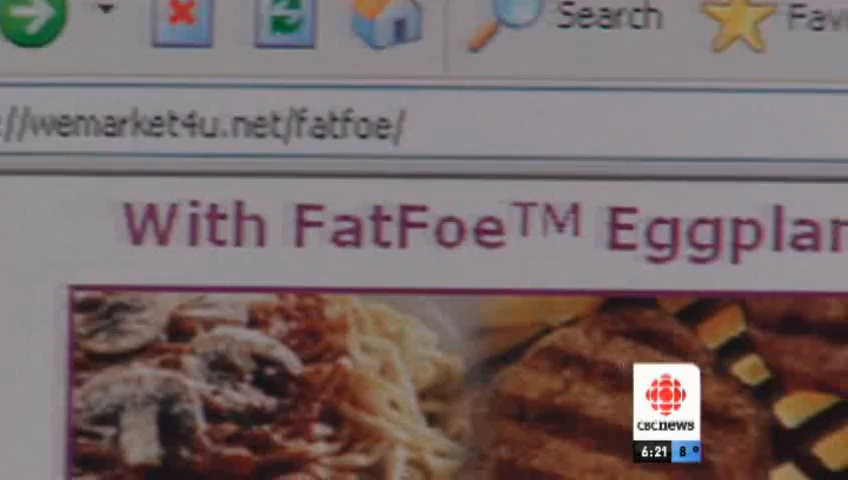 Search Fav
://wemarket4u.net/fatfoe/
With FatFoe™ Eggplan
CBCnews
6:21 8°